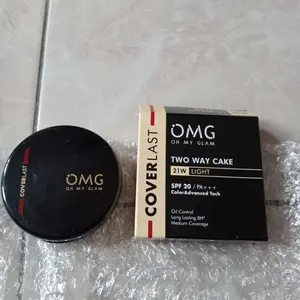 COVERLAST
OMG
OH MY GLAM
COVERLAST
OMG
OH MY GLAM
TWO WAY CAKE
21W LIGHT
SPF 20 / PA+++
ColorAdvanced Tech
Oil Control
Long Lasting 8H*
Medium Coverage